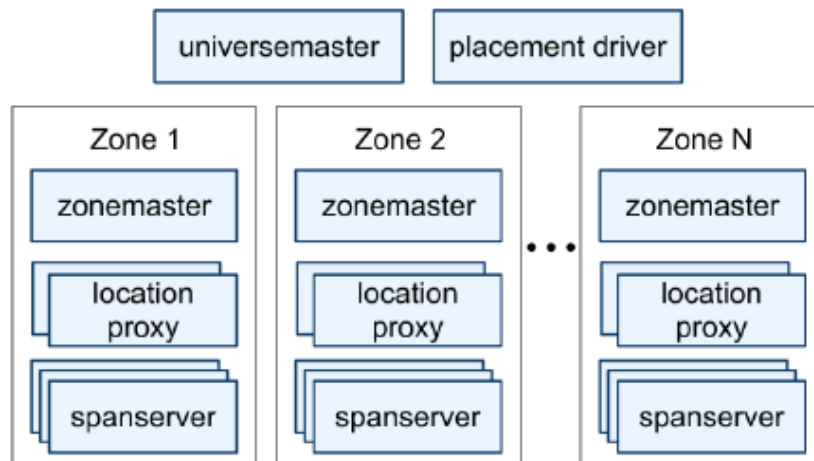 universemaster
placement driver
Zone 1
zonemaster
location
proxy
spanserver
Zone 2
zonemaster
location
proxy
spanserver
...
Zone N
zonemaster
location
proxy
spanserver